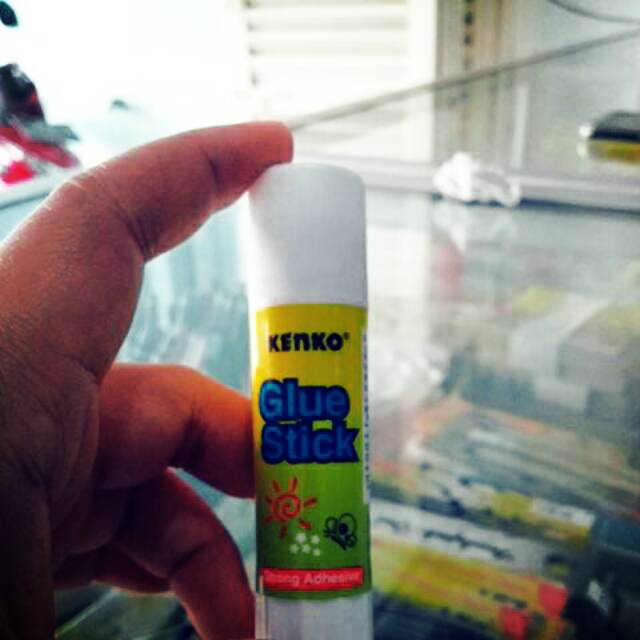 KENKO®
Glue
Stick
Strong Adhesive